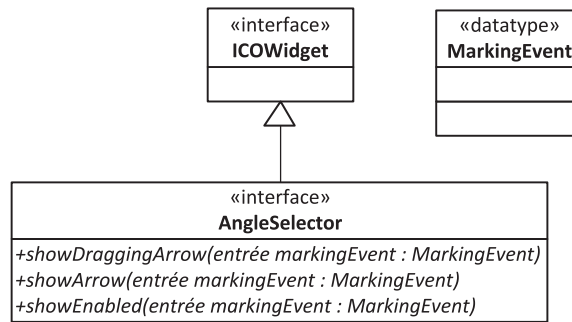 «interface»
ICOWidget
«datatype»
MarkingEvent
«interface»
AngleSelector
+showDraggingArrow(entrée markingEvent : MarkingEvent)
+showArrow(entrée markingEvent : MarkingEvent)
+showEnabled(entrée markingEvent : MarkingEvent)